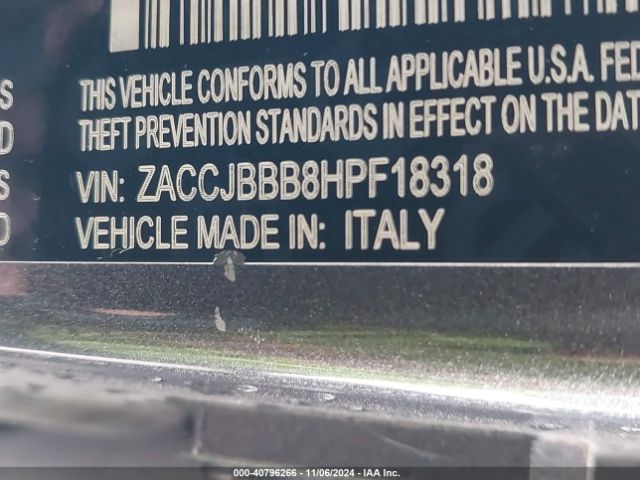 THIS VEHICLE CONFORMS TO ALL APPLICABLE U.S.A. FED
S
THEFT PREVENTION STANDARDS IN EFFECT ON THE DAT
D
VIN: ZACCJBBB8HPF18318
S
VEHICLE MADE IN: ITALY
D
000-40796266 - 11/06/2024 - IAA Inc.